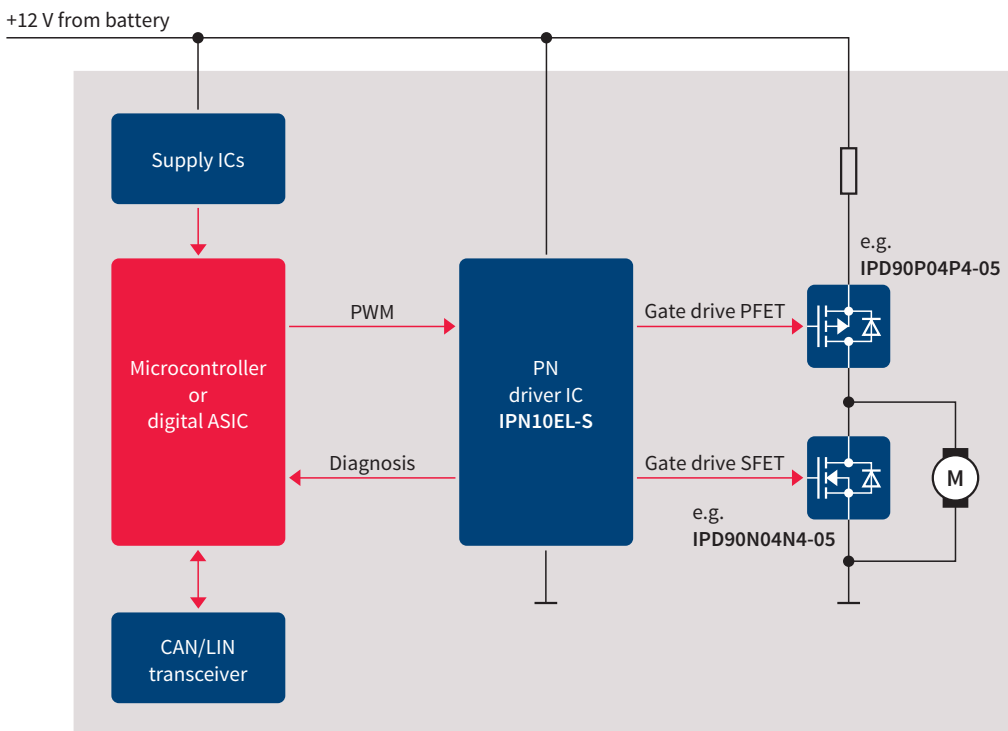 +12 V from battery
Supply ICs
Microcontroller
or
digital ASIC
CAN/LIN
transceiver
PWM
Diagnosis
PN
driver IC
IPN10EL-S
Gate drive PFET
Gate drive SFET
e.g.
IPD90P04P4-05
e.g.
IPD90N04N4-05
M